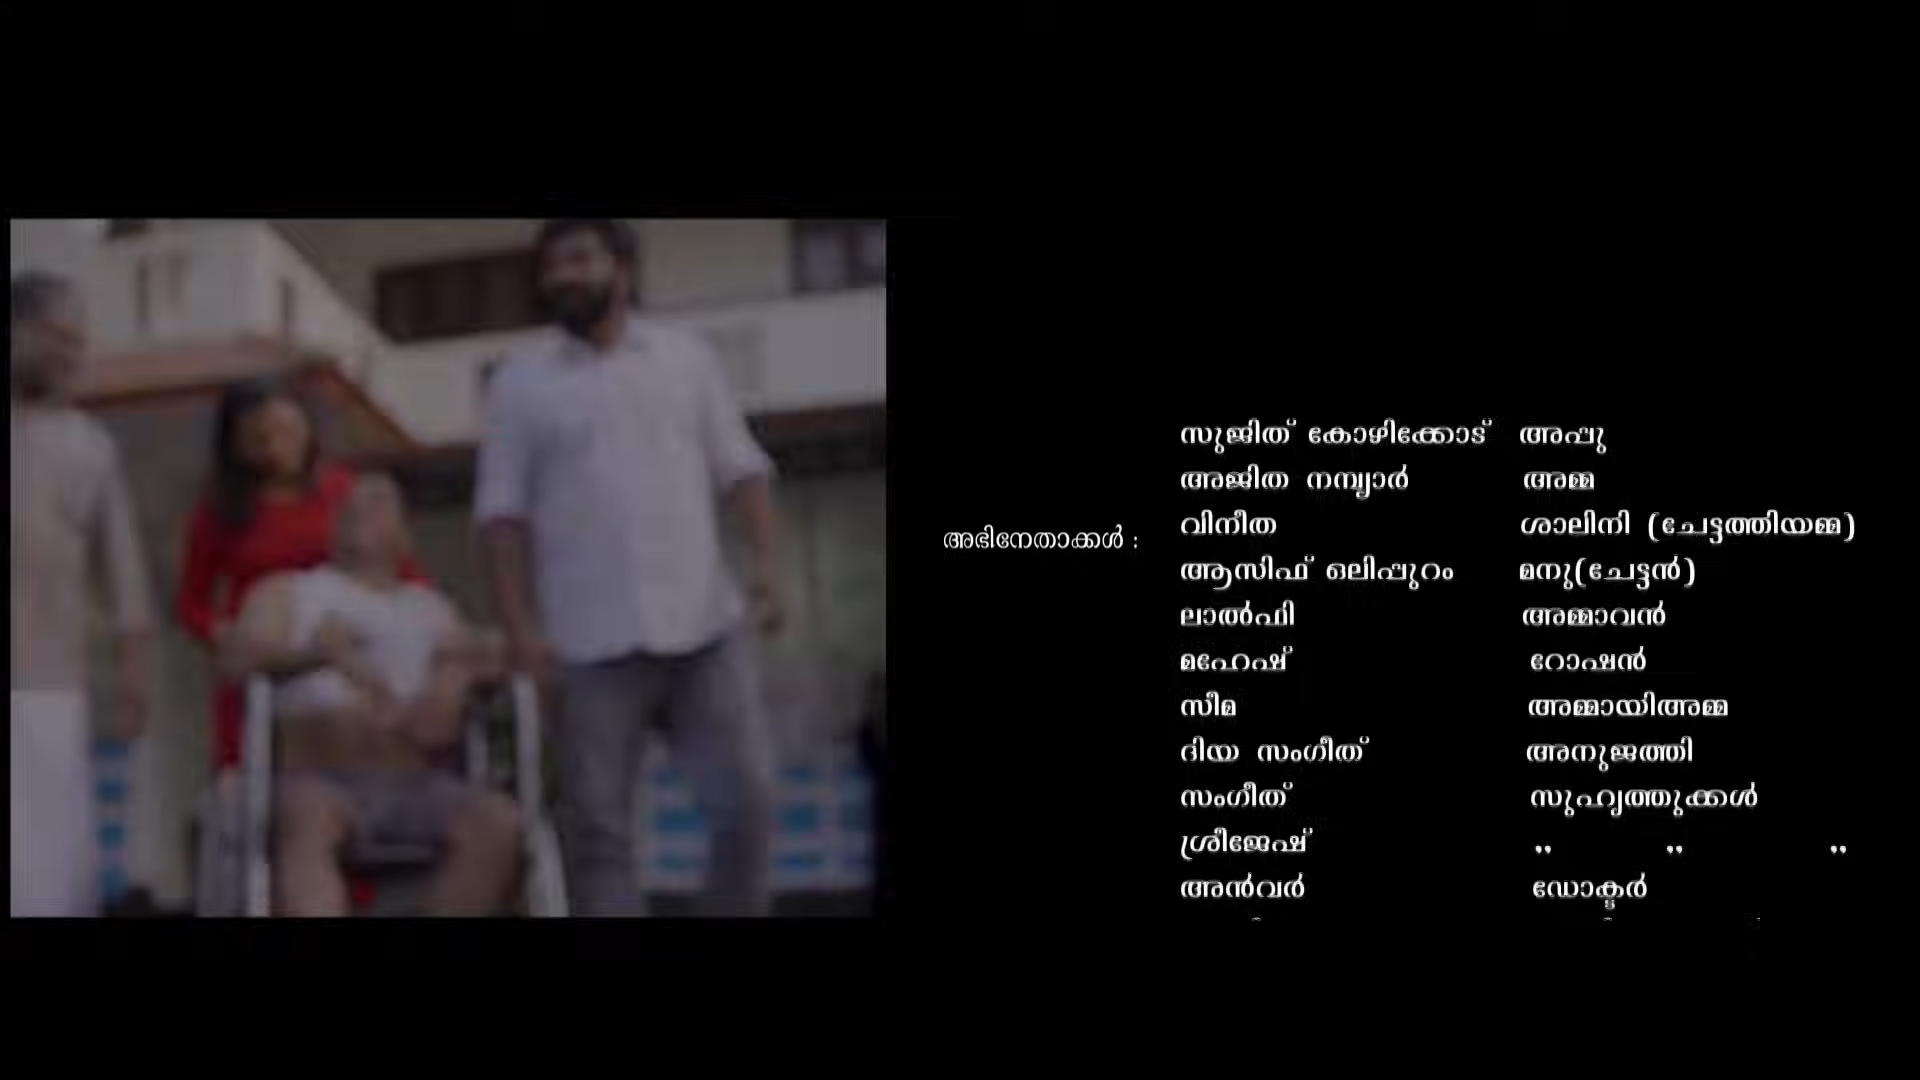 സുജിത് കോഴിക്കോട് അപ്പു
അജിത നമ്പ്യാർ അമ്മ
അഭിനേതാക്കൾ :
വിനീത ശാലിനി (ചേട്ടത്തിയമ്മ)
ആസിഫ് ഒലിപ്പുറം മനു(ചേട്ടൻ)
ലാൽഫി അമ്മാവൻ
മഹേഷ് റോഷൻ
സീമ അമ്മായിഅമ്മ
ദിയ സംഗീത് അനുജത്തി
സംഗീത് സുഹൃത്തുക്കൾ
ശ്രീജേഷ് ,, ,, ,,
അൻവർ ഡോക്ടർ